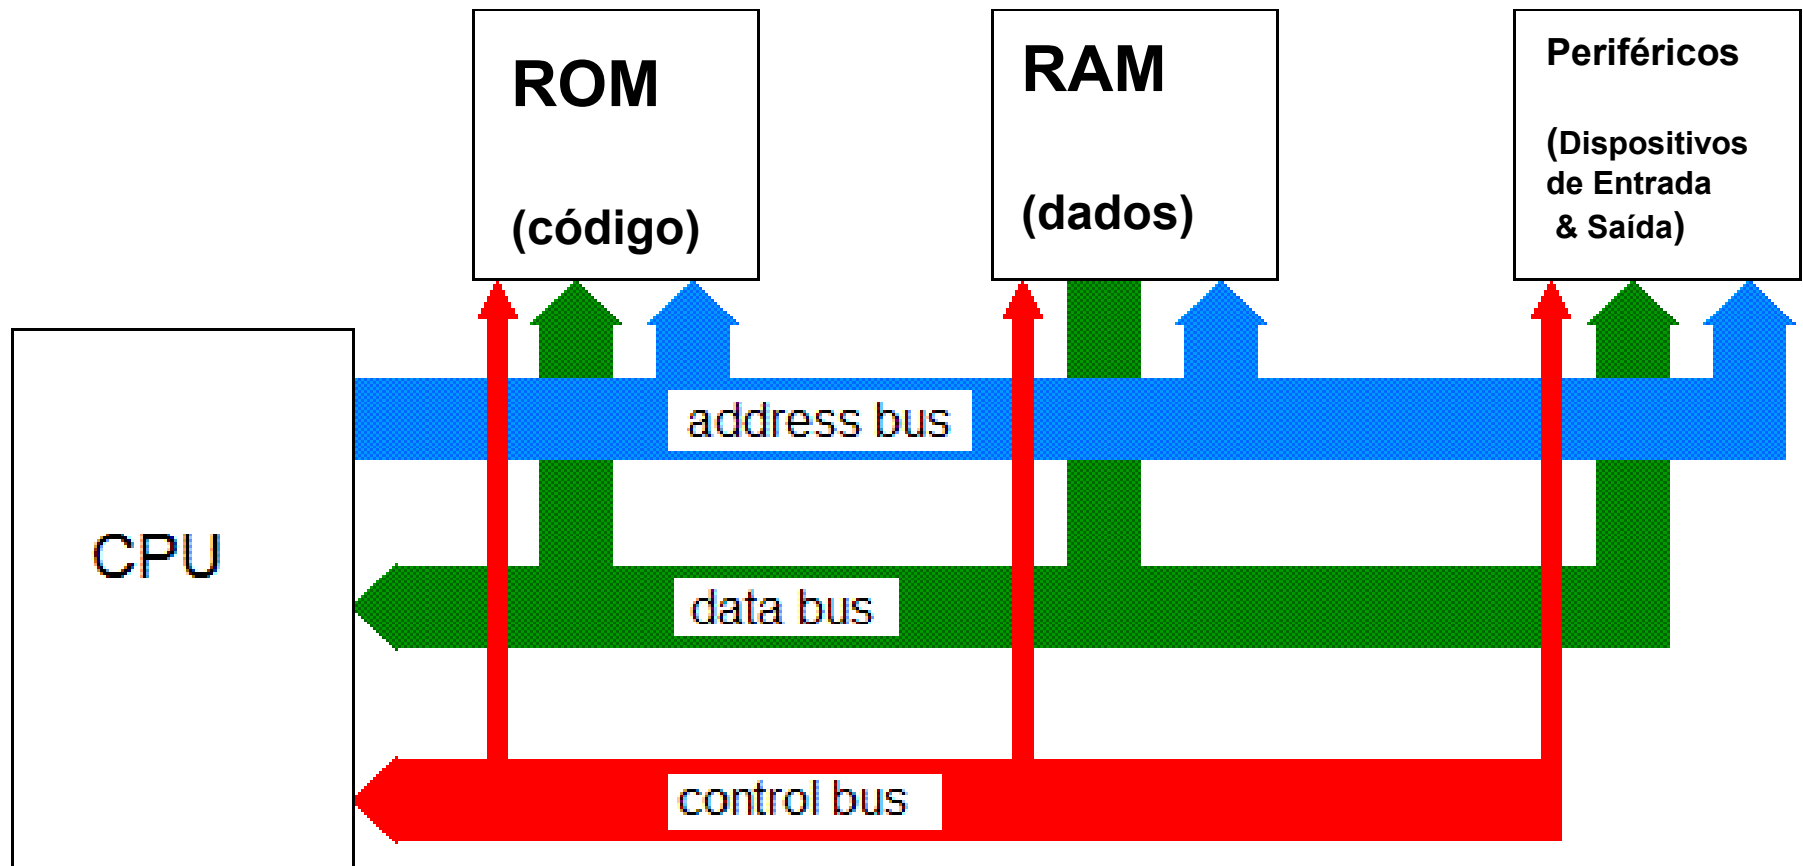 ROM
(código)
RAM
(dados)
Periféricos
(Dispositivos
de Entrada
& Saída)
address bus
CPU
data bus
control bus